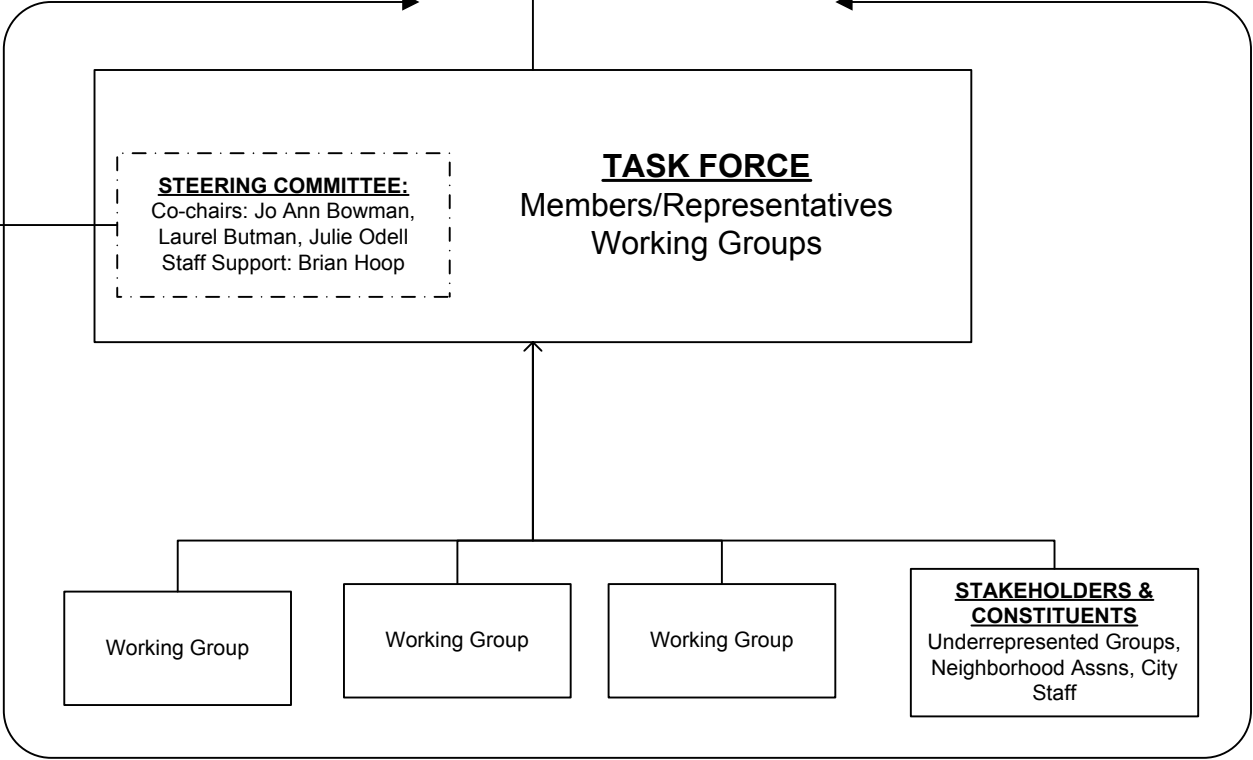 STEERING COMMITTEE:
Co-chairs: Jo Ann Bowman,
Laurel Butman, Julie Odell
Staff Support: Brian Hoop
TASK FORCE
Members/Representatives
Working Groups
Working Group
Working Group
Working Group
STAKEHOLDERS &
CONSTITUENTS
Underrepresented Groups,
Neighborhood Assns, City
Staff